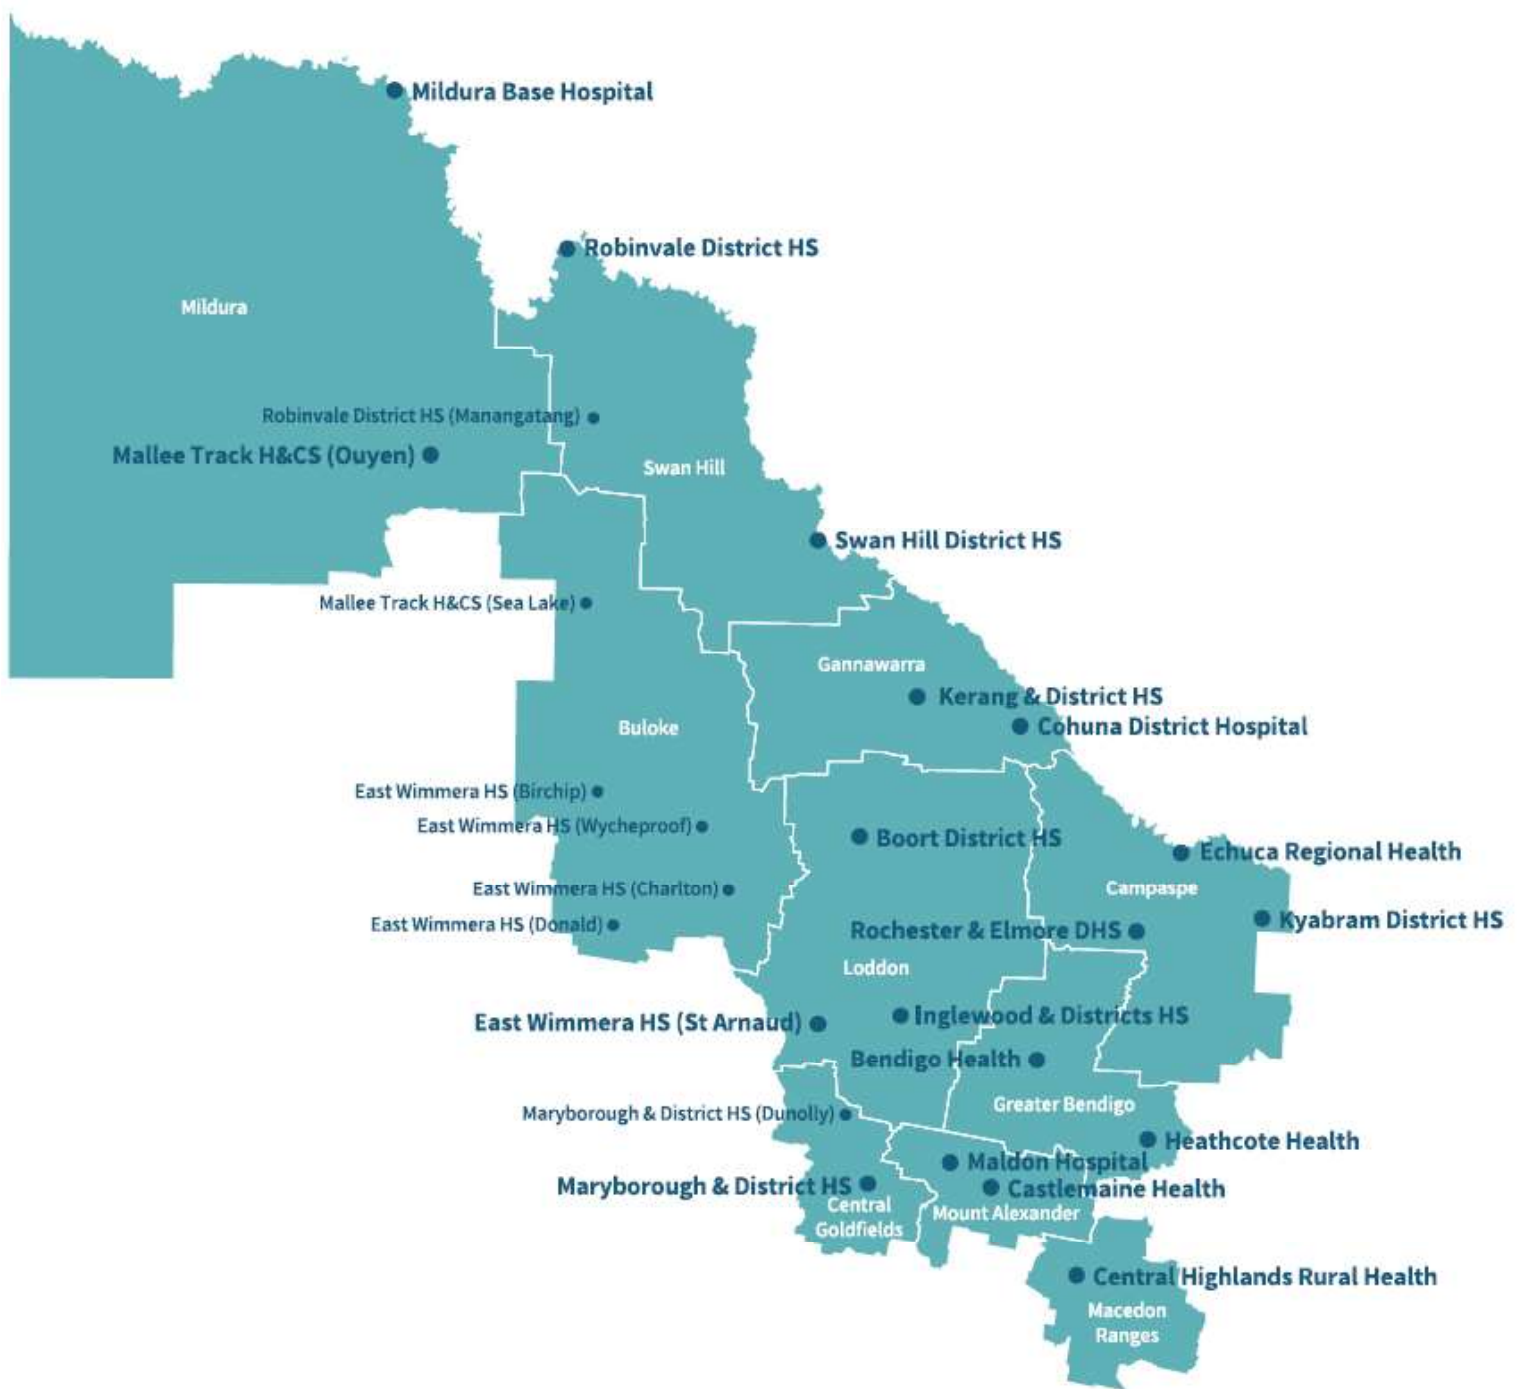 Mildura Base Hospital
Robinvale District HS
Mildura
Robinvale District HS (Manangatang)
Mallee Track H&CS (Ouyen)
Swan Hill
Swan Hill District HS
Mallee Track H&CS (Sea Lake)
Gannawarra
Kerang & District HS
Cohuna District Hospital
Buloke
East Wimmera HS (Birchip)
East Wimmera HS (Wycheproof)
Boort District HS
Echuca Regional Health
Campaspe
East Wimmera HS (Charlton)
Kyabram District HS
East Wimmera HS (Donald)
Rochester & Elmore DHS
Loddon
Inglewood & Districts HS
East Wimmera HS (St Arnaud)
Bendigo Health
Greater Bendigo
Maryborough & District HS (Dunolly)
Heathcote Health
Maldon Hospital
Maryborough & District HS
Castlemaine Health
Central
Goldfields
Mount Alexander
Central Highlands Rural Health
Macedon
Ranges